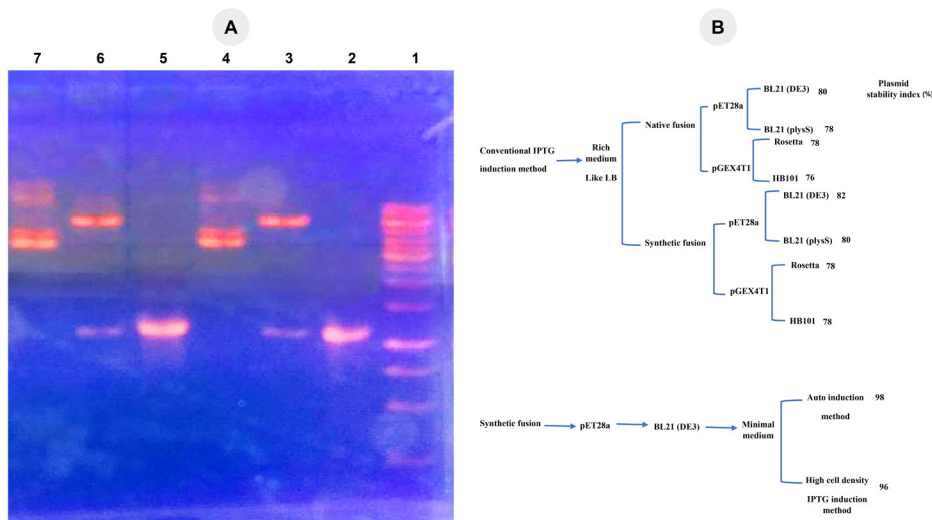 A
B
7 6 5 4 3 2 1
Plasmid
stability index (%)
BL21 (DE3) 80
pET28a
BL21 (plysS) 78
Native fusion
Rosetta
78
pGEX4T1
HB101 76
Conventional IPTG
induction method
Rich
medium
Like LB
BL21 (DE3) 82
pET28a
BL21 (plysS) 80
Synthetic fusion
Rosetta 78
pGEX4T1
HB101 78
Synthetic fusion
pET28a
BL21 (DE3)
Minimal
medium
Auto induction 98
method
High cell density 96
IPTG induction
method